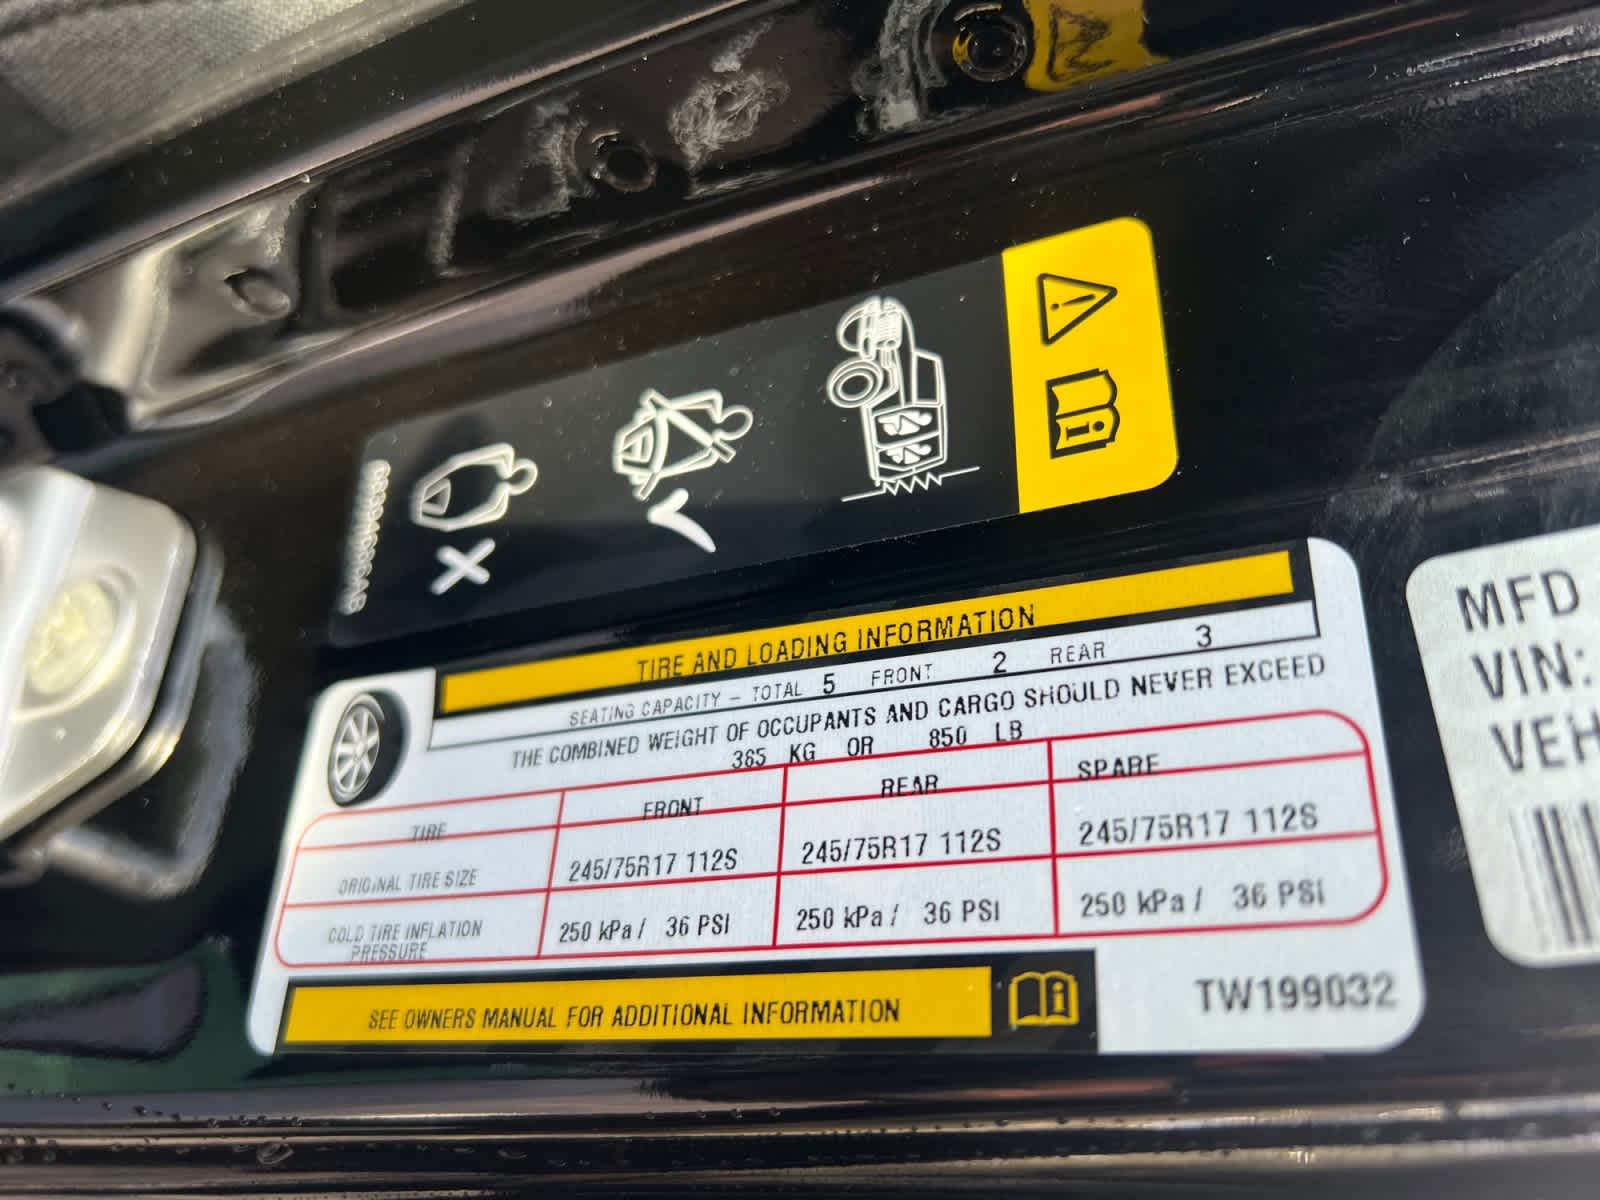 TIRE AND LOADING INFORMATION
SEATING CAPACITY – TOTAL 5 FRONT 2 REAR 3
THE COMBINED WEIGHT OF OCCUPANTS AND CARGO SHOULD NEVER EXCEED
385 KG OR 850 LB
TIRE FRONT REAR SPARE
ORIGINAL TIRE SIZE 245/75R17 112S 245/75R17 112S 245/75R17 112S
COLD TIRE INFLATION PRESSURE 250 kPa / 36 PSI 250 kPa / 36 PSI 250 kPa / 36 PSI
SEE OWNERS MANUAL FOR ADDITIONAL INFORMATION
TW199032
MFD
VIN:
VEH